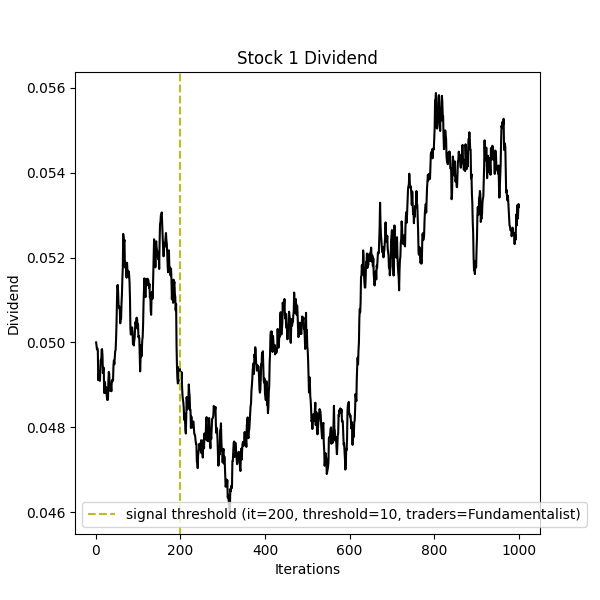 Stock 1 Dividend
Dividend
0.056
0.054
0.052
0.050
0.048
0.046
signal threshold (it=200, threshold=10, traders=Fundamentalist)
0 200 400 600 800 1000
Iterations